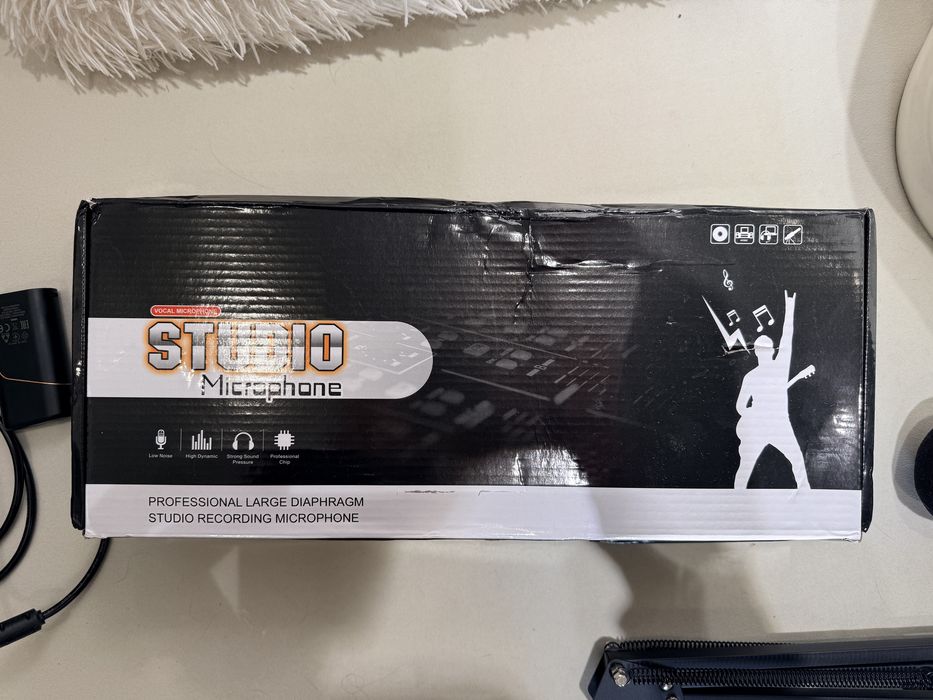 VOCAL MICROPHONE
STUDIO
Microphone
Low Noise
High Dynamic
Strong Sound
Pressure
Professional
Chip
PROFESSIONAL LARGE DIAPHRAGM
STUDIO RECORDING MICROPHONE